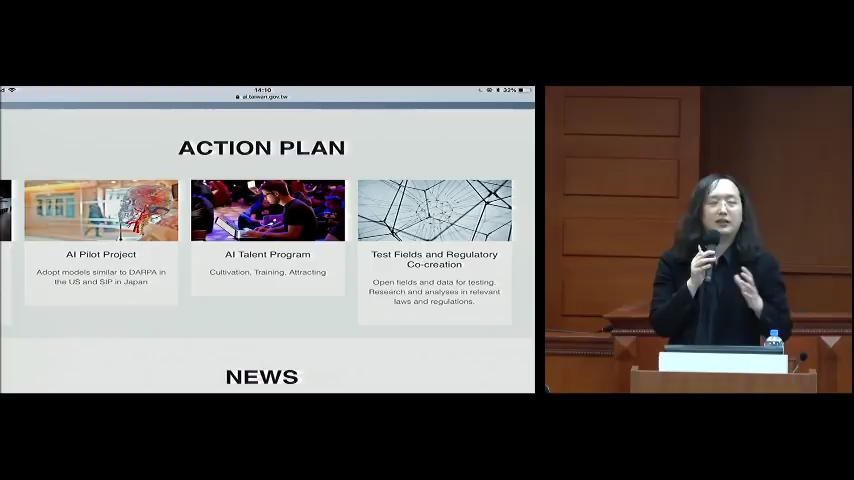 14:10
32%
ai.taiwan.gov.tw
ACTION PLAN
AI Pilot Project
Adopt models similar to DARPA in
the US and SIP in Japan
AI Talent Program
Cultivation, Training, Attracting
Test Fields and Regulatory
Co-creation
Open fields and data for testing.
Research and analyses in relevant
laws and regulations.
NEWS